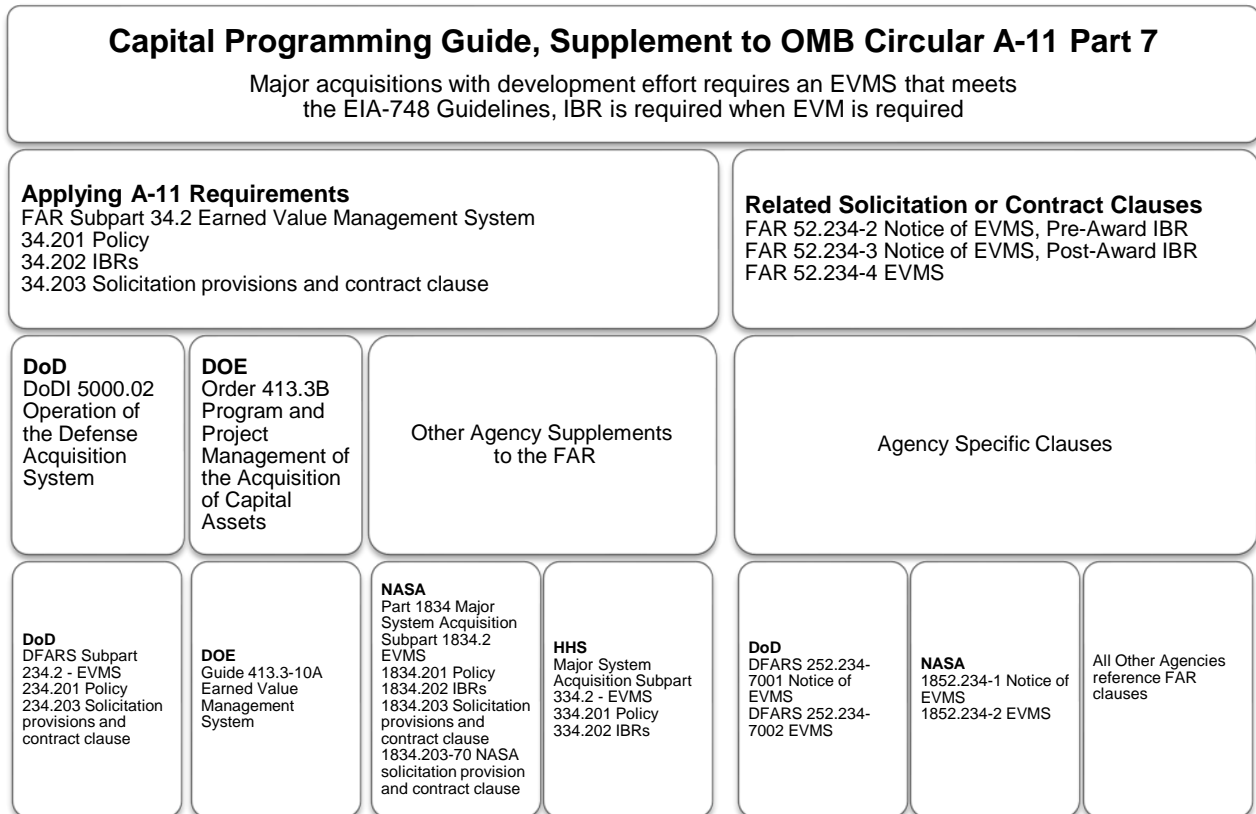 Capital Programming Guide, Supplement to OMB Circular A-11 Part 7
Major acquisitions with development effort requires an EVMS that meets
the EIA-748 Guidelines, IBR is required when EVM is required
Applying A-11 Requirements
FAR Subpart 34.2 Earned Value Management System
34.201 Policy
34.202 IBRs
34.203 Solicitation provisions and contract clause
Related Solicitation or Contract Clauses
FAR 52.234-2 Notice of EVMS, Pre-Award IBR
FAR 52.234-3 Notice of EVMS, Post-Award IBR
FAR 52.234-4 EVMS
DoD
DoDI 5000.02
Operation of
the Defense
Acquisition
System
DOE
Order 413.3B
Program and
Project
Management of
the Acquisition
of Capital
Assets
Other Agency Supplements
to the FAR
Agency Specific Clauses
DoD
DFARS Subpart
234.2 - EVMS
234.201 Policy
234.203 Solicitation
provisions and
contract clause
DOE
Guide 413.3-10A
Earned Value
Management
System
NASA
Part 1834 Major
System Acquisition
Subpart 1834.2
EVMS
1834.201 Policy
1834.202 IBRs
1834.203 Solicitation
provisions and
contract clause
1834.203-70 NASA
solicitation provision
and contract clause
HHS
Major System
Acquisition Subpart
334.2 - EVMS
334.201 Policy
334.202 IBRs
DoD
DFARS 252.234-
7001 Notice of
EVMS
DFARS 252.234-
7002 EVMS
NASA
1852.234-1 Notice of
EVMS
1852.234-2 EVMS
All Other Agencies
reference FAR
clauses